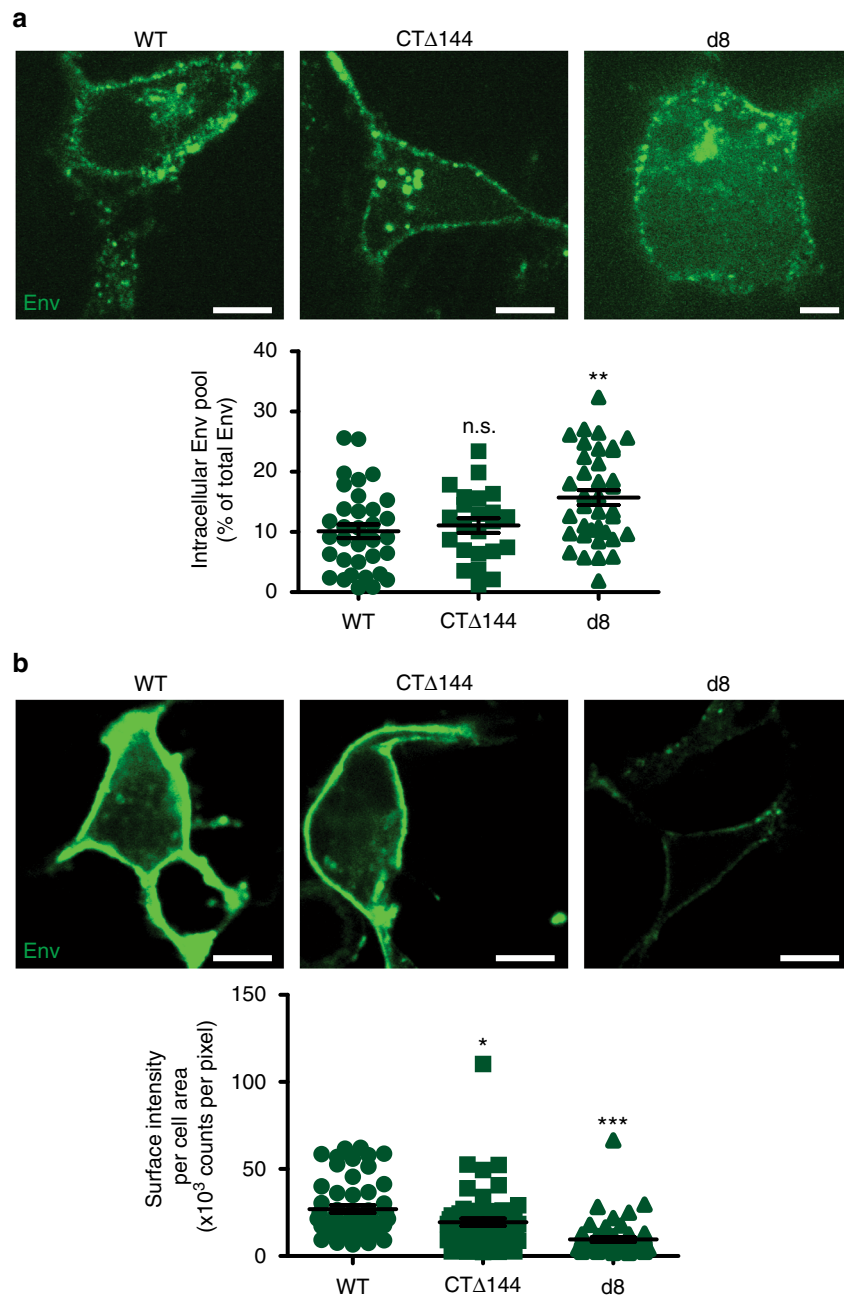 a
WT
CTΔ144
d8
Env
40
30
20
10
0
Intracellular Env pool
(% of total Env)
n.s.
**
WT
CTΔ144
d8
b
WT
CTΔ144
d8
Env
150
100
50
0
Surface intensity
per cell area
(x10³ counts per pixel)
*
***
WT
CTΔ144
d8